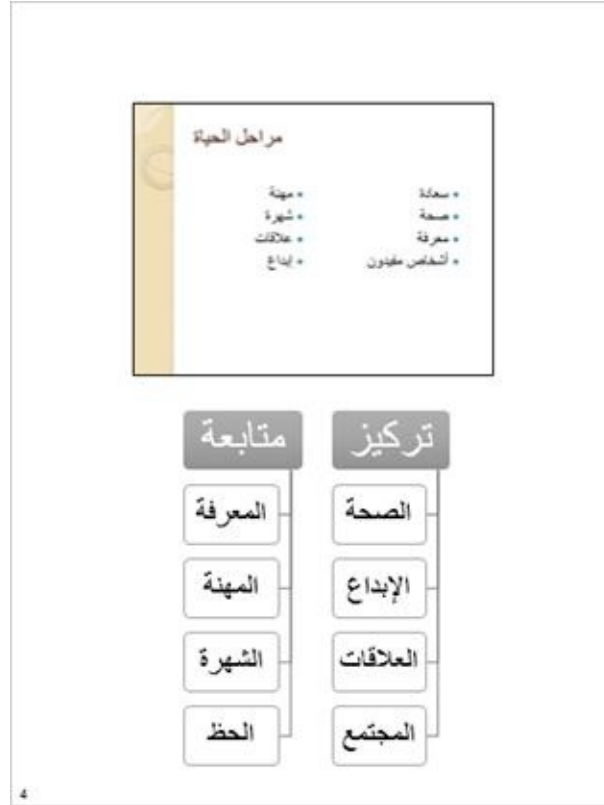 مراحل الحياة
• سعادة
• صحة
• معرفة
• أشخاص مفيدون
• مهنة
• شهرة
• علاقات
• إبداع
تركيز
الصحة
الإبداع
العلاقات
المجتمع
متابعة
المعرفة
المهنة
الشهرة
الحظ
4